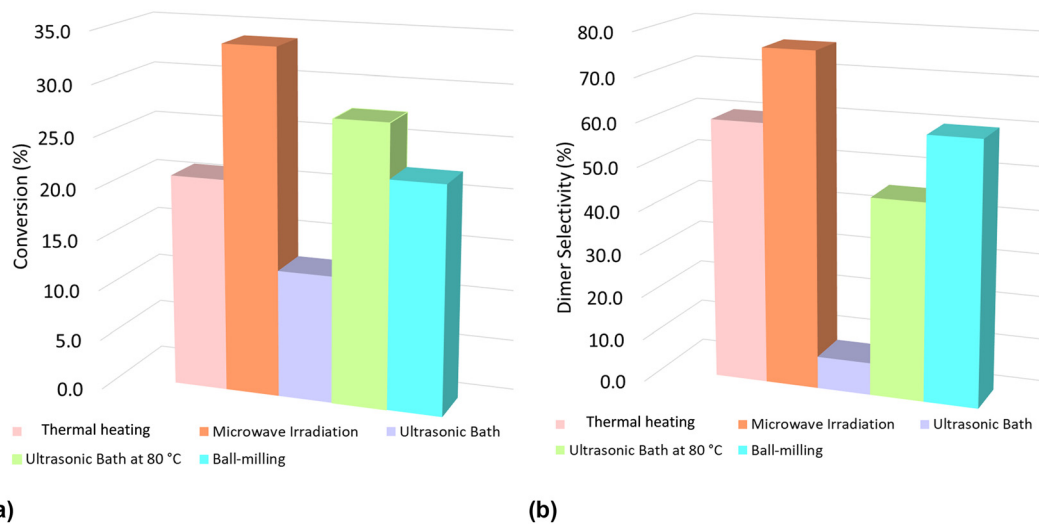 35.0
30.0
25.0
20.0
15.0
10.0
5.0
0.0
Conversion (%)
Thermal heating Microwave Irradiation Ultrasonic Bath
Ultrasonic Bath at 80 °C Ball-milling
a)
80.0
70.0
60.0
50.0
40.0
30.0
20.0
10.0
0.0
Dimer Selectivity (%)
Thermal heating Microwave Irradiation Ultrasonic Bath
Ultrasonic Bath at 80 °C Ball-milling
(b)